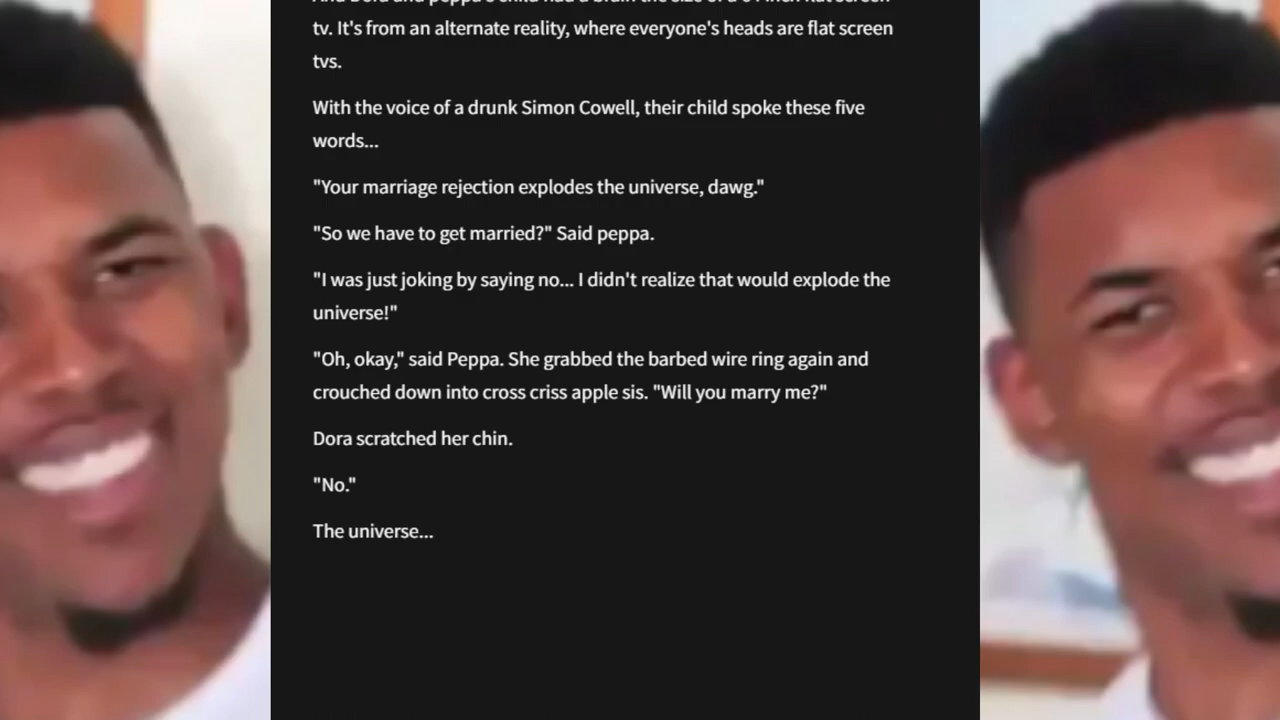 tv. It's from an alternate reality, where everyone's heads are flat screen
tvs.
With the voice of a drunk Simon Cowell, their child spoke these five
words...
"Your marriage rejection explodes the universe, dawg."
"So we have to get married?" Said peppa.
"I was just joking by saying no... I didn't realize that would explode the
universe!"
"Oh, okay," said Peppa. She grabbed the barbed wire ring again and
crouched down into cross criss apple sis. "Will you marry me?"
Dora scratched her chin.
"No."
The universe...